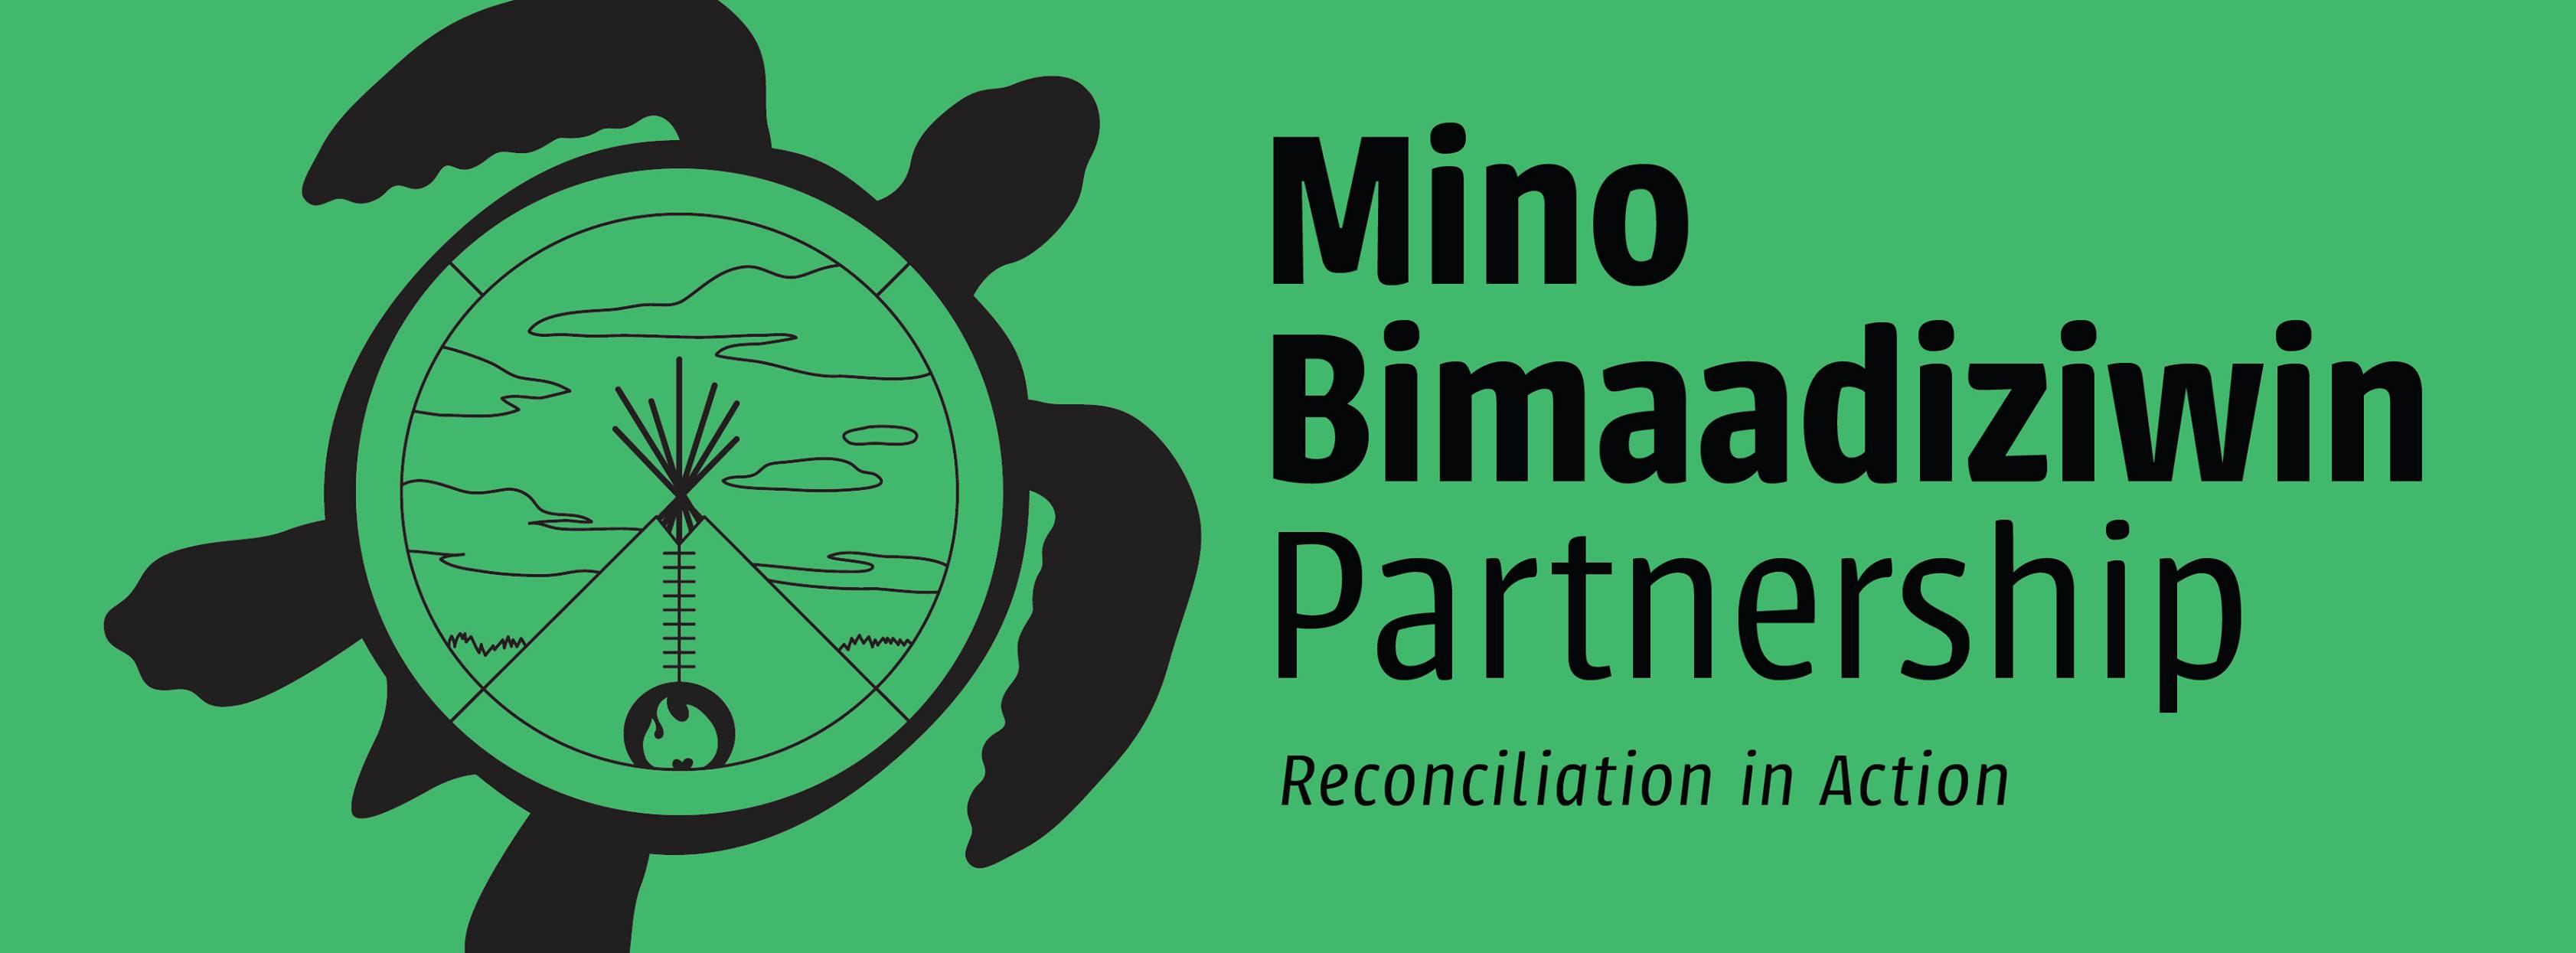 Mino
Bimaadiziwin
Partnership
Reconciliation in Action